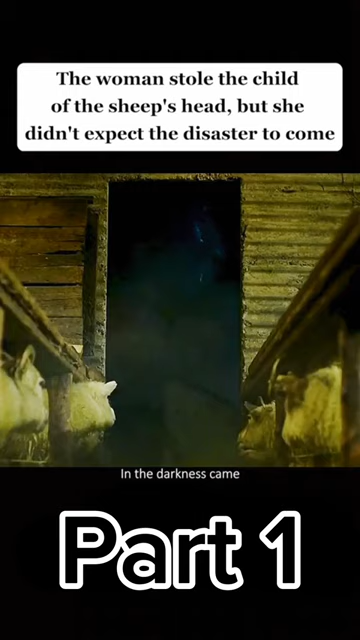 The woman stole the child
of the sheep's head, but she
didn't expect the disaster to come
In the darkness came
Part 1